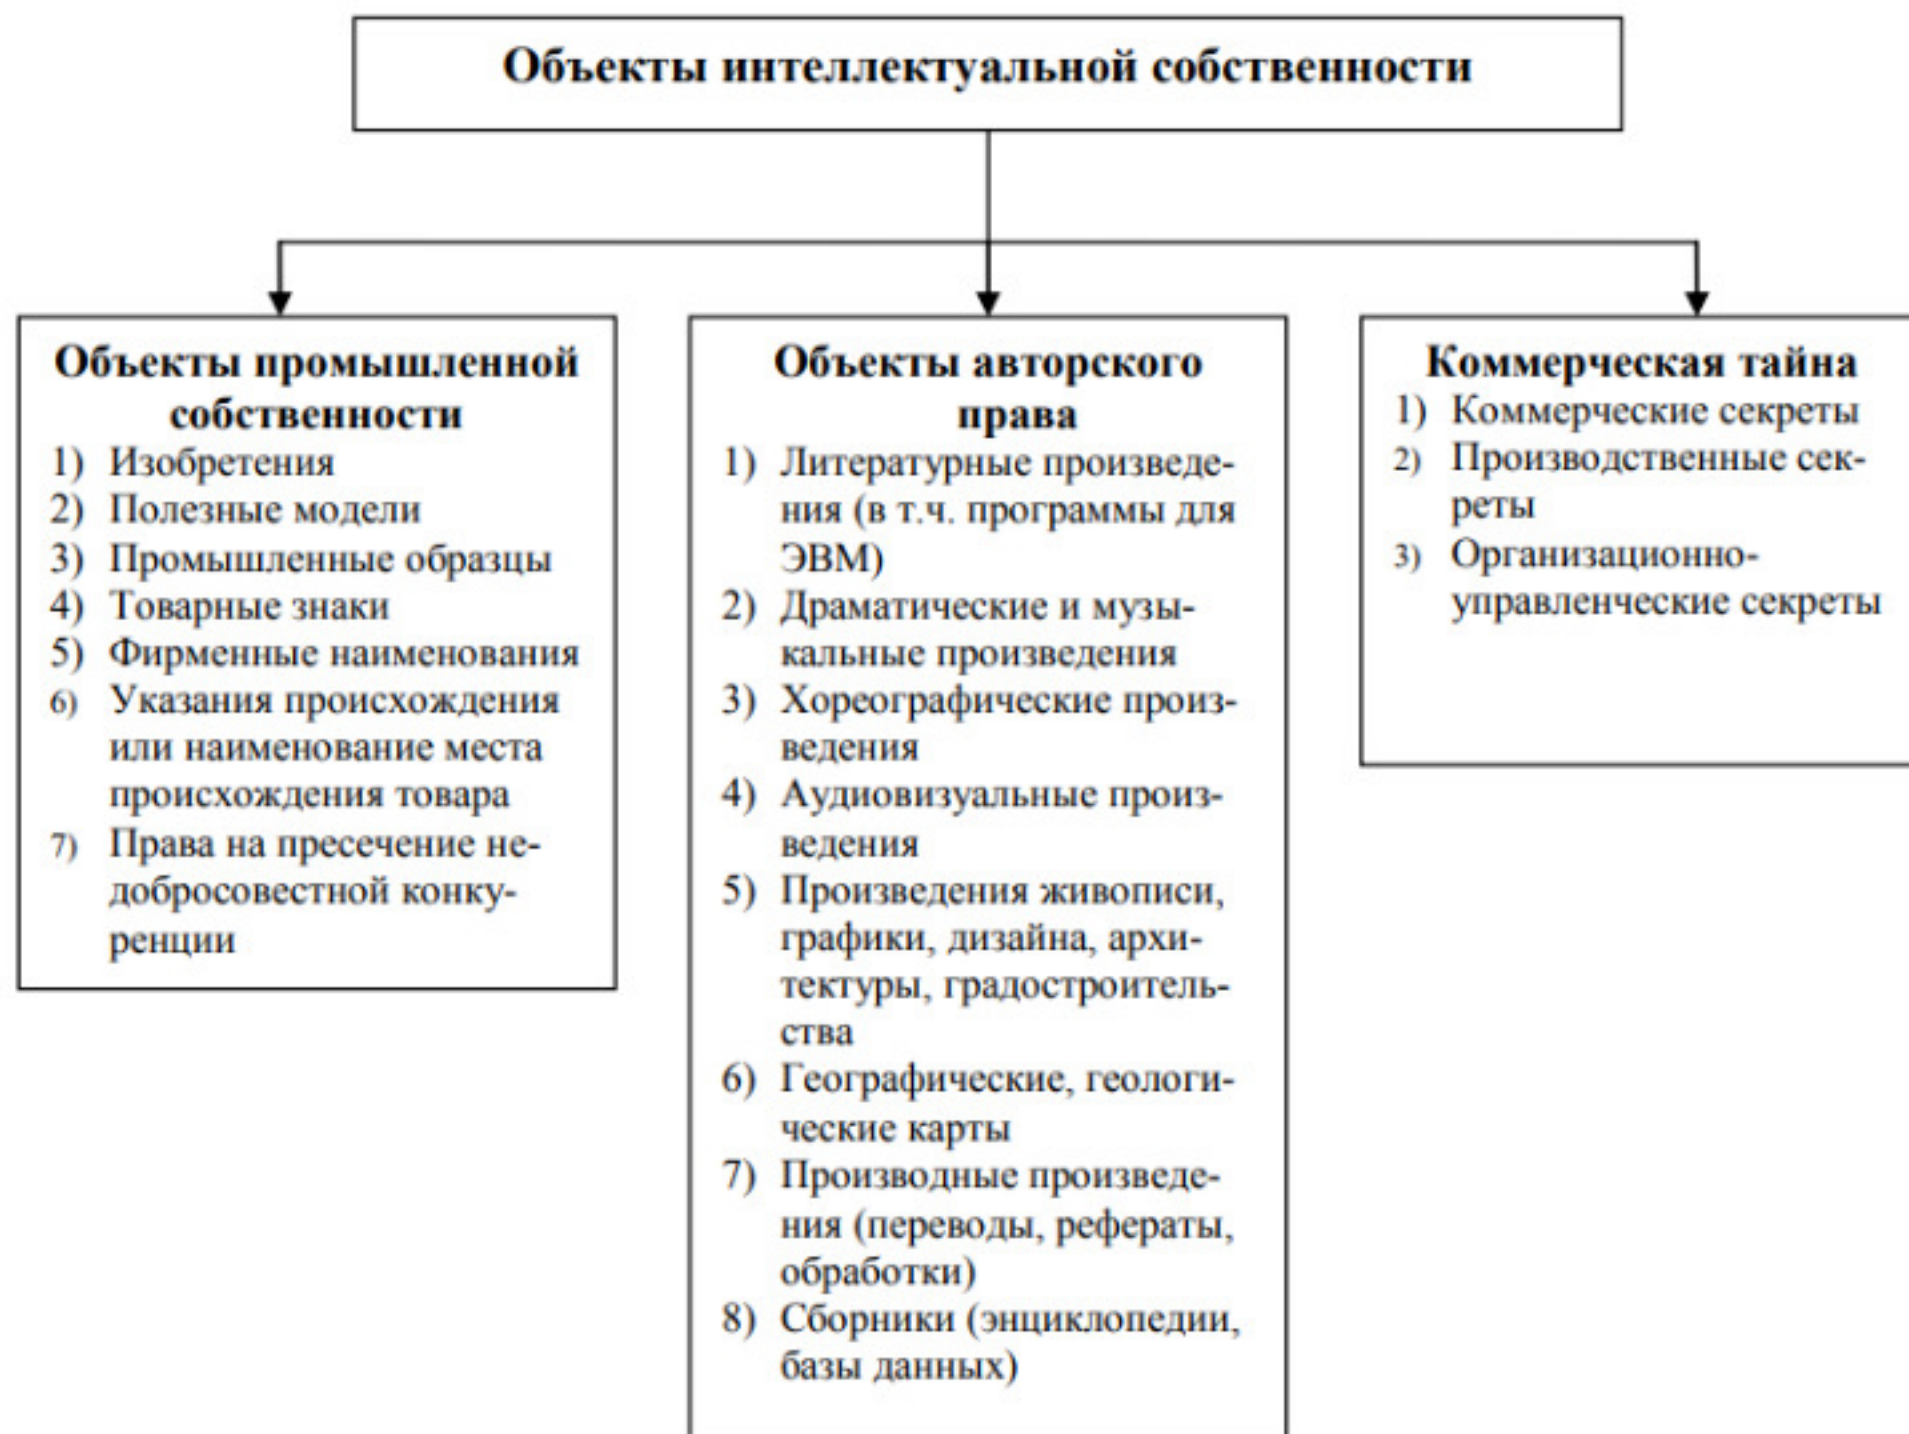 Объекты интеллектуальной собственности
Объекты промышленной
собственности
1) Изобретения
2) Полезные модели
3) Промышленные образцы
4) Товарные знаки
5) Фирменные наименования
6) Указания происхождения
или наименование места
происхождения товара
7) Права на пресечение не-
добросовестной конку-
ренции
Объекты авторского
права
1) Литературные произведе-
ния (в т.ч. программы для
ЭВМ)
2) Драматические и музы-
кальные произведения
3) Хореографические произ-
ведения
4) Аудиовизуальные произ-
ведения
5) Произведения живописи,
графики, дизайна, архи-
тектуры, градостроитель-
ства
6) Географические, геологи-
ческие карты
7) Производные произведе-
ния (переводы, рефераты,
обработки)
8) Сборники (энциклопедии,
базы данных)
Коммерческая тайна
1) Коммерческие секреты
2) Производственные сек-
реты
3) Организационно-
управленческие секреты